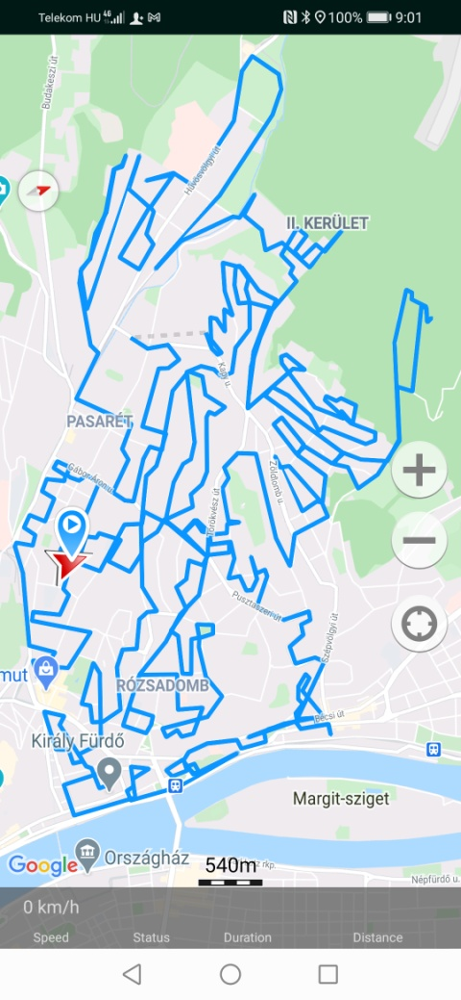 Telekom HU 4G 100% 9:01
Budakeszi út
Hűvösvölgyi út
II. KERÜLET
Kapy u.
PASARÉT
Gábor Áron u.
Zöldlomb u.
Törökvész út
Pusztaszeri út
Szépvölgyi út
mut
RÓZSADOMB
Bécsi út
Király Fürdő
Margit-sziget
Google
Országház
rkp.
540m
Népfürdő u.
0 km/h
Speed Status Duration Distance